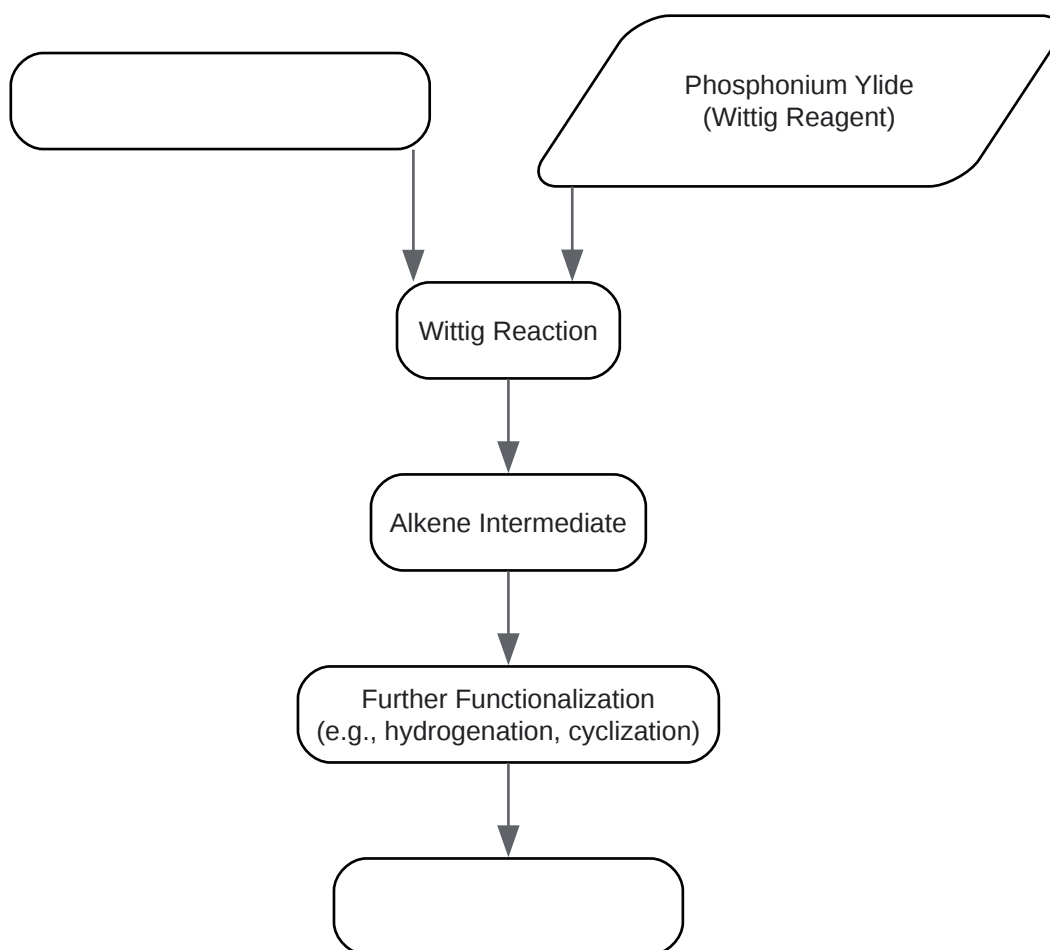 Phosphonium Ylide
(Wittig Reagent)
Wittig Reaction
Alkene Intermediate
Further Functionalization
(e.g., hydrogenation, cyclization)